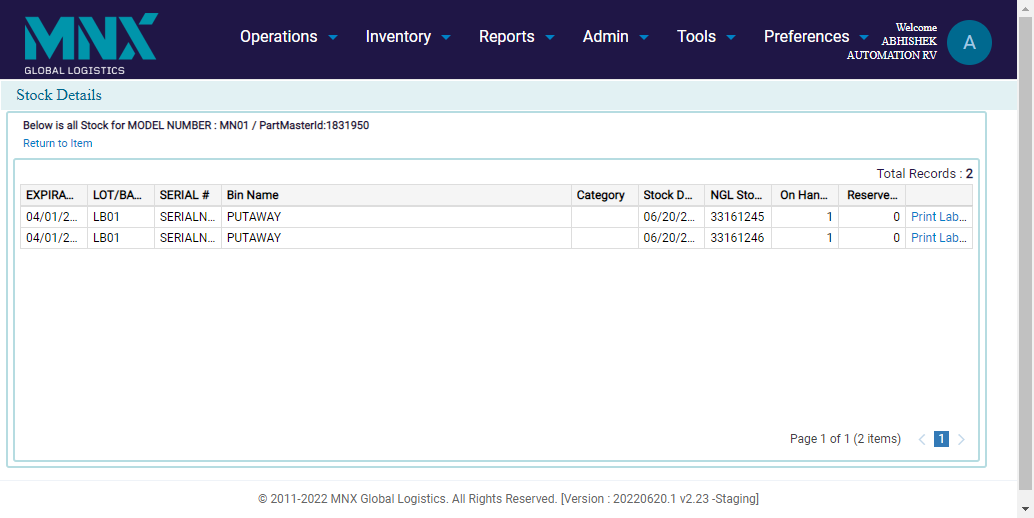 MNX
GLOBAL LOGISTICS
Operations Inventory Reports Admin Tools Preferences
Welcome
ABHISHEK
AUTOMATION RV
A
Stock Details
Below is all Stock for MODEL NUMBER : MN01 / PartMasterId:1831950
Return to Item
Total Records : 2
EXPIRA... LOT/BA... SERIAL # Bin Name Category Stock D... NGL Sto... On Han... Reserve...
04/01/2... LB01 SERIALN... PUTAWAY 06/20/2... 33161245 1 0 Print Lab...
04/01/2... LB01 SERIALN... PUTAWAY 06/20/2... 33161246 1 0 Print Lab...
Page 1 of 1 (2 items) 1
© 2011-2022 MNX Global Logistics. All Rights Reserved. [Version : 20220620.1 v2.23 -Staging]